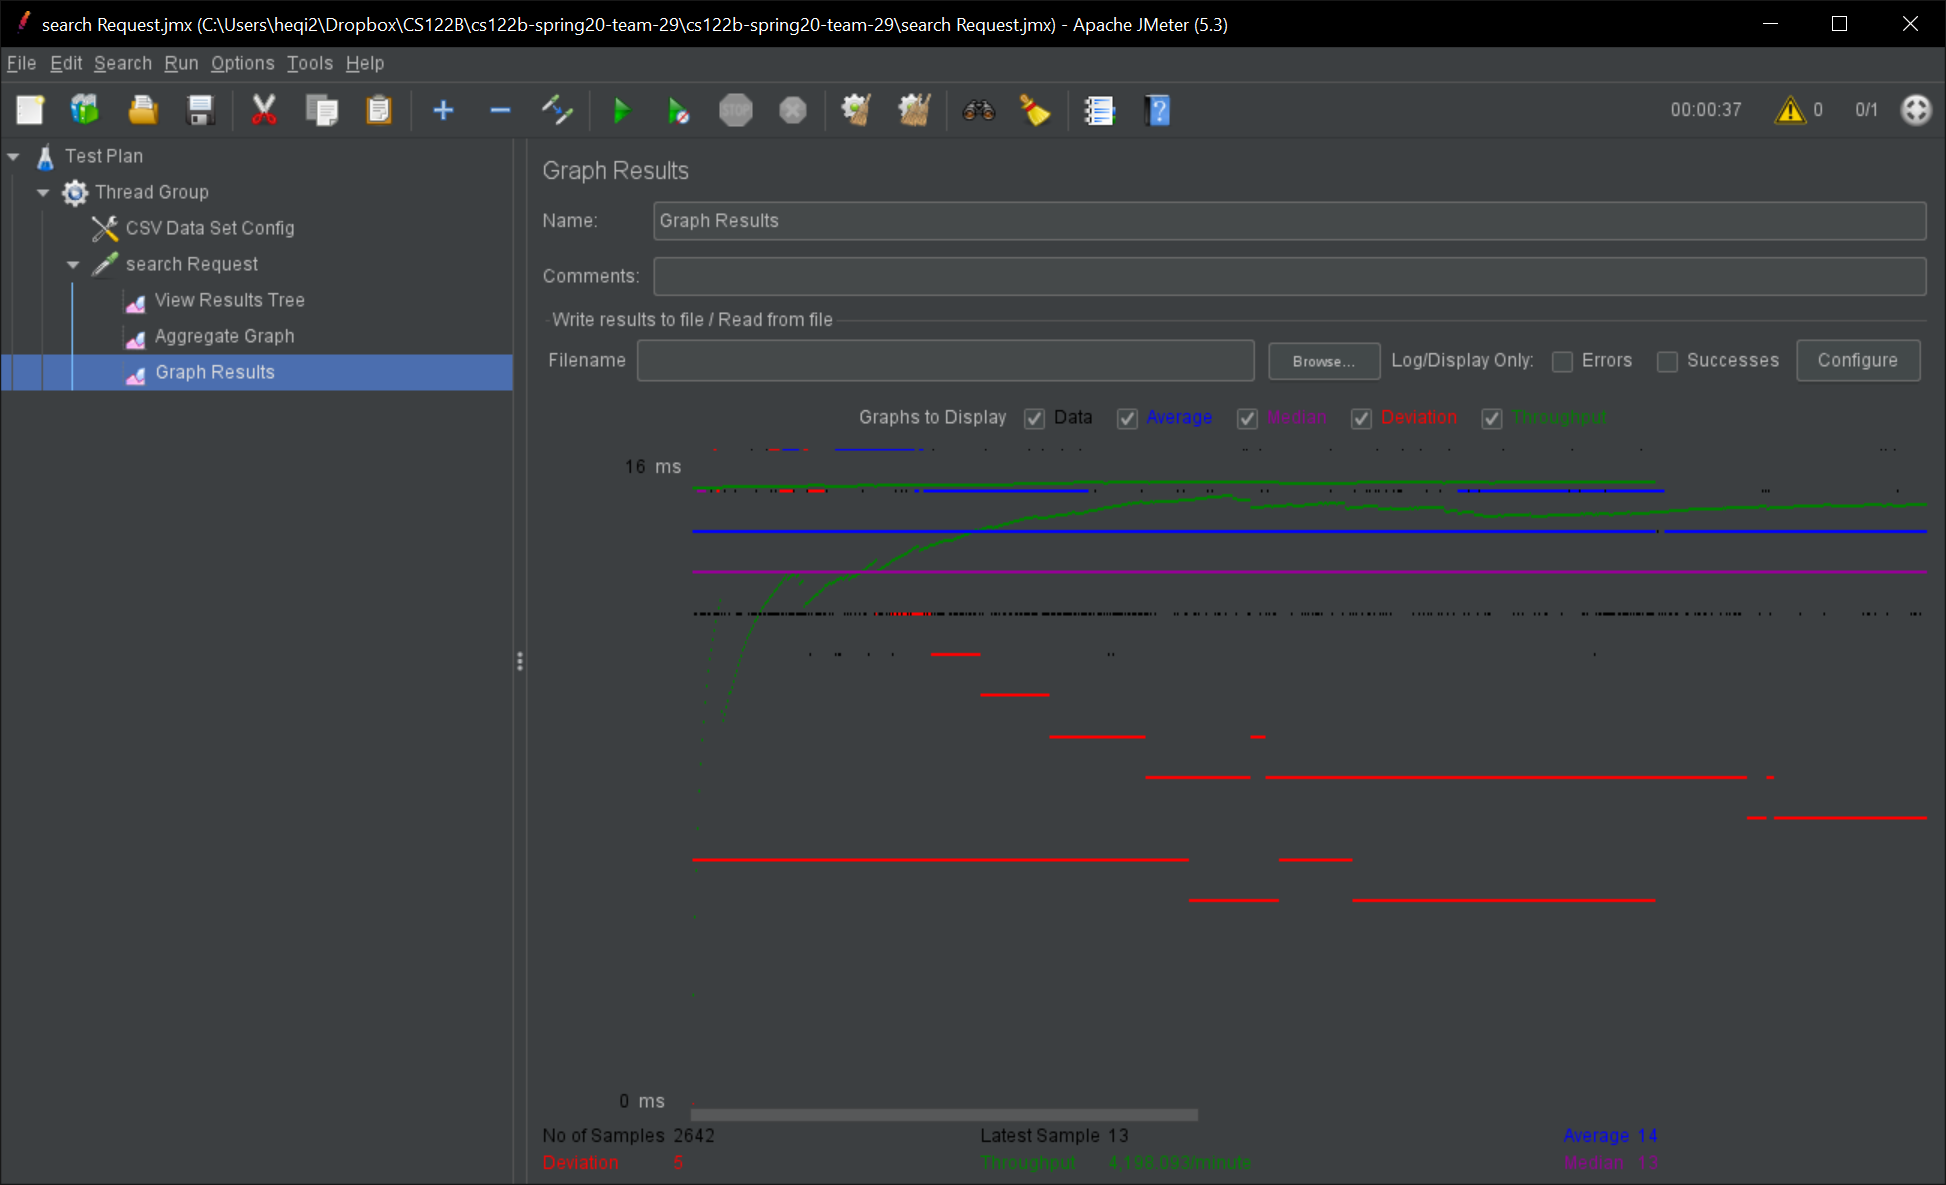 search Request.jmx (C:\Users\heqi2\Dropbox\CS122B\cs122b-spring20-team-29\cs122b-spring20-team-29\search Request.jmx) - Apache JMeter (5.3)
File Edit Search Run Options Tools Help
STOP 00:00:37 0 0/1
Test Plan
Thread Group
CSV Data Set Config
search Request
View Results Tree
Aggregate Graph
Graph Results
Graph Results
Name: Graph Results
Comments:
Write results to file / Read from file
Filename Browse... Log/Display Only: Errors Successes Configure
Graphs to Display Data Average Median Deviation Throughput
16 ms
0 ms
No of Samples 2642 Latest Sample 13 Average 14
Deviation 5 Throughput 4,198.093/minute Median 13